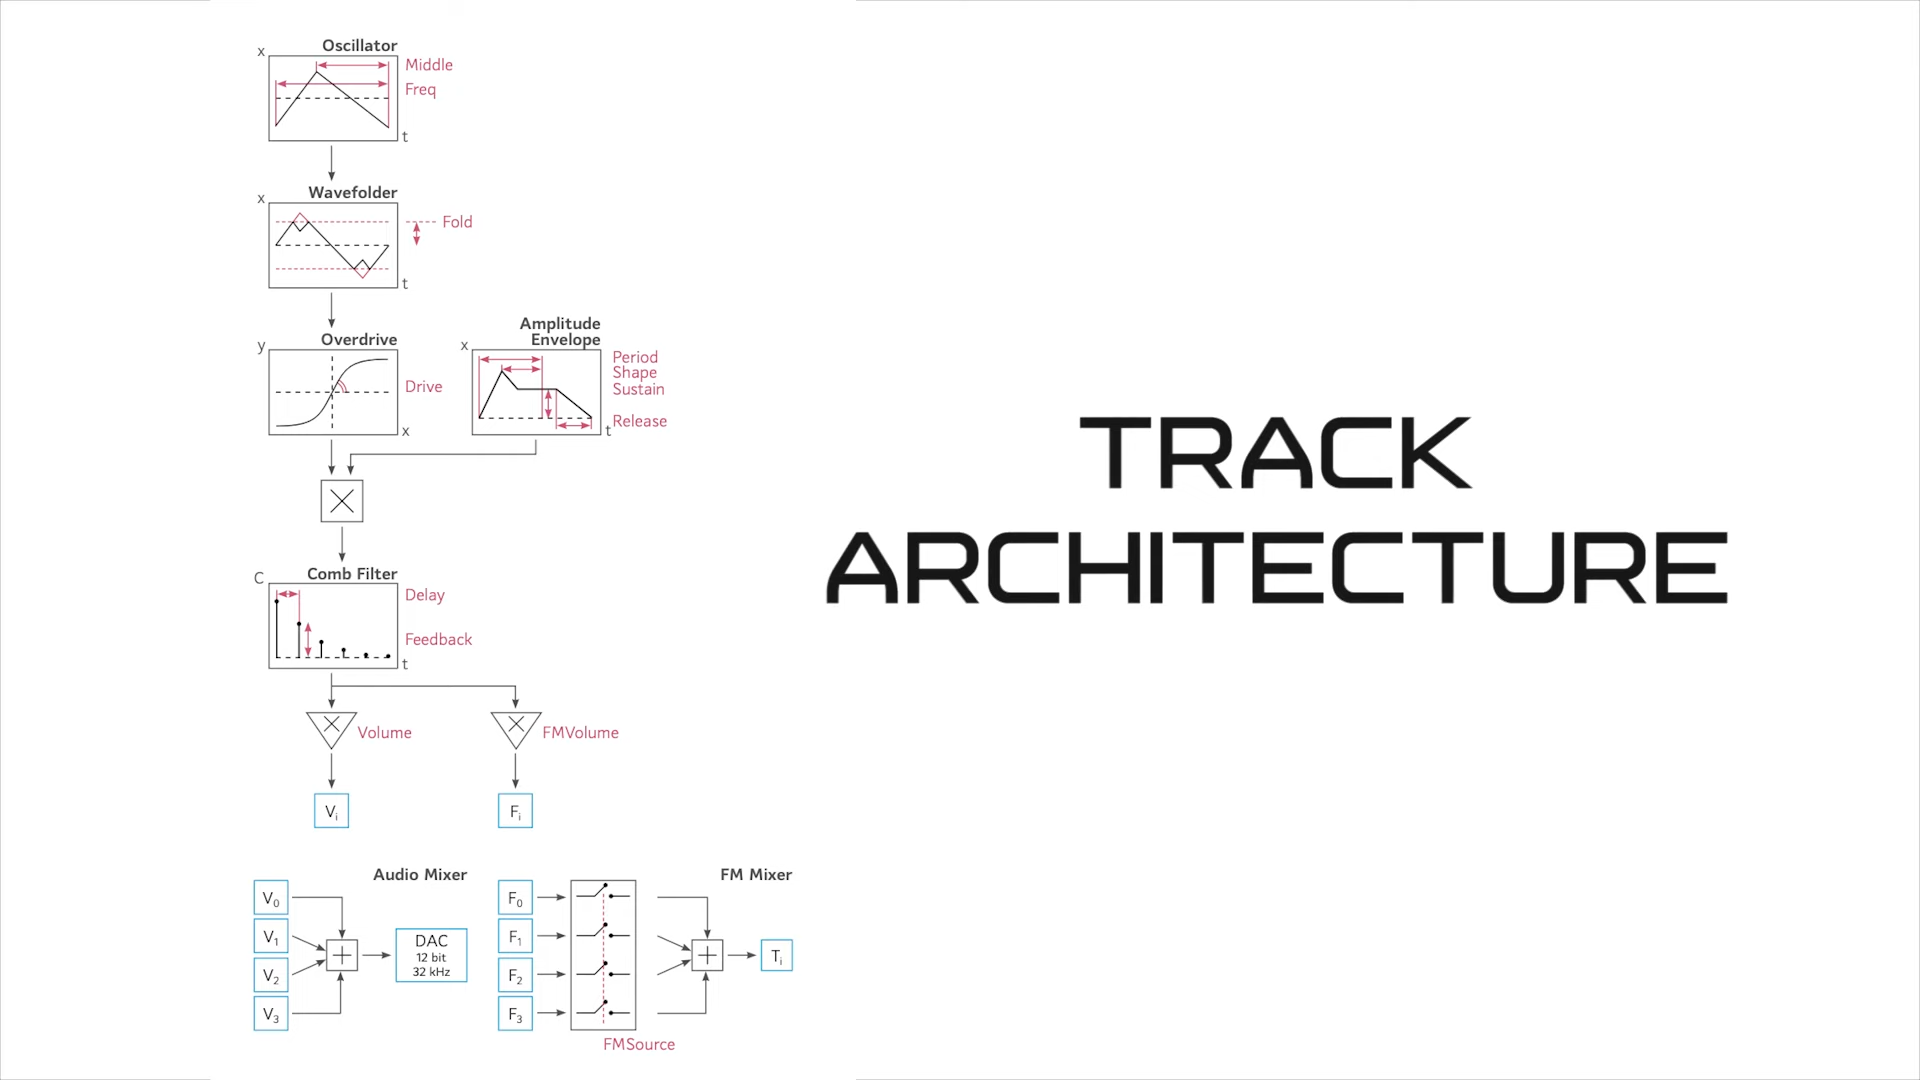 Oscillator
x
Middle
Freq
t
Wavefolder
x
Fold
t
Overdrive
y
Drive
x
Amplitude
Envelope
x
Period
Shape
Sustain
Release
t
Comb Filter
C
Delay
Feedback
t
Volume
FMVolume
Vi
Fi
Audio Mixer
V0
V1
V2
V3
DAC
12 bit
32 kHz
FM Mixer
F0
F1
F2
F3
Ti
FMSource
TRACK
ARCHITECTURE